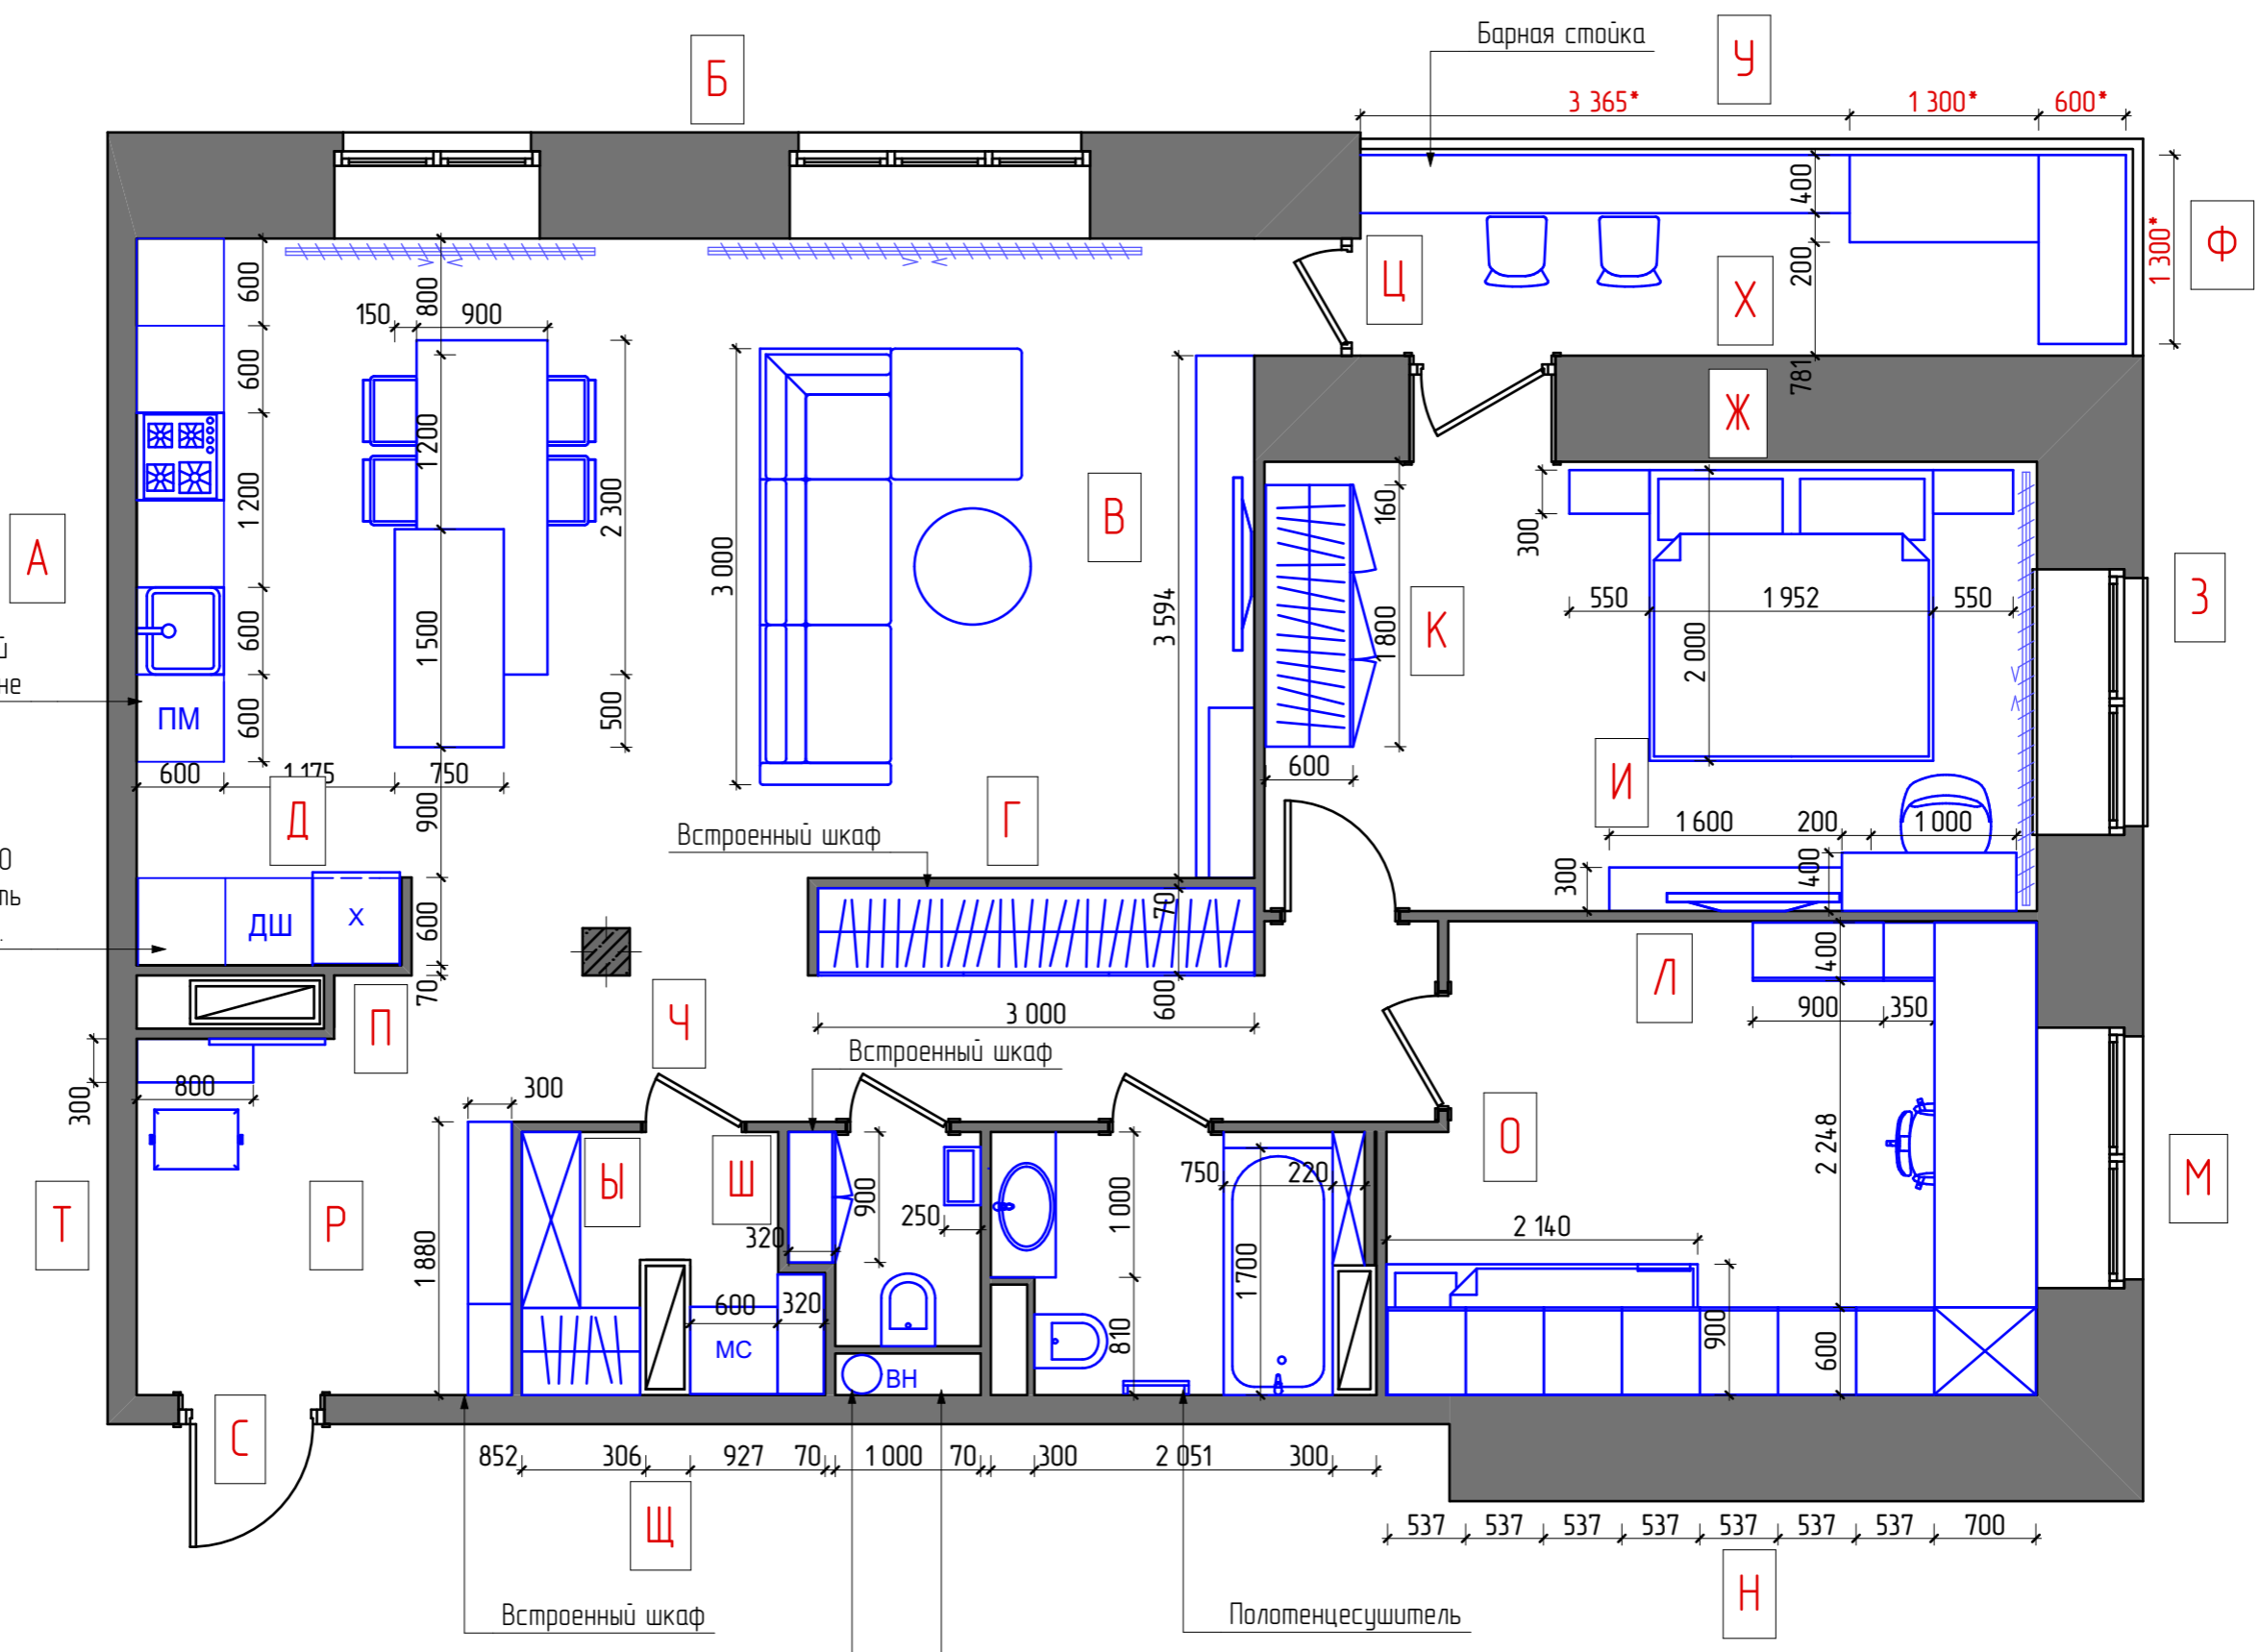 Барная стойка
У
Б
3 365*
1 300*
600*
400
Ф
1 300*
Ц
Х
200
600
800
150
900
600
781
Ж
1 200
1 200
2 300
В
160
300
А
3 000
3 594
К
550
1 952
550
З
й
не
600
1 500
1 800
2 000
ПМ
600
500
600
1 175
750
600
И
Д
900
Г
1 600
200
1 000
Встроенный шкаф
0
ть
.
ДШ
Х
600
70
300
400
Л
400
П
70
Ч
3 000
600
900
350
Встроенный шкаф
300
800
300
О
2 248
Т
Р
Ы
Ш
900
750
220
М
1 880
320
250
1 000
2 140
600
320
1 700
МС
810
900
600
ВН
С
852
306
927
70
1 000
70
300
2 051
300
Щ
537
537
537
537
537
537
537
700
Н
Встроенный шкаф
Полотенцесушитель